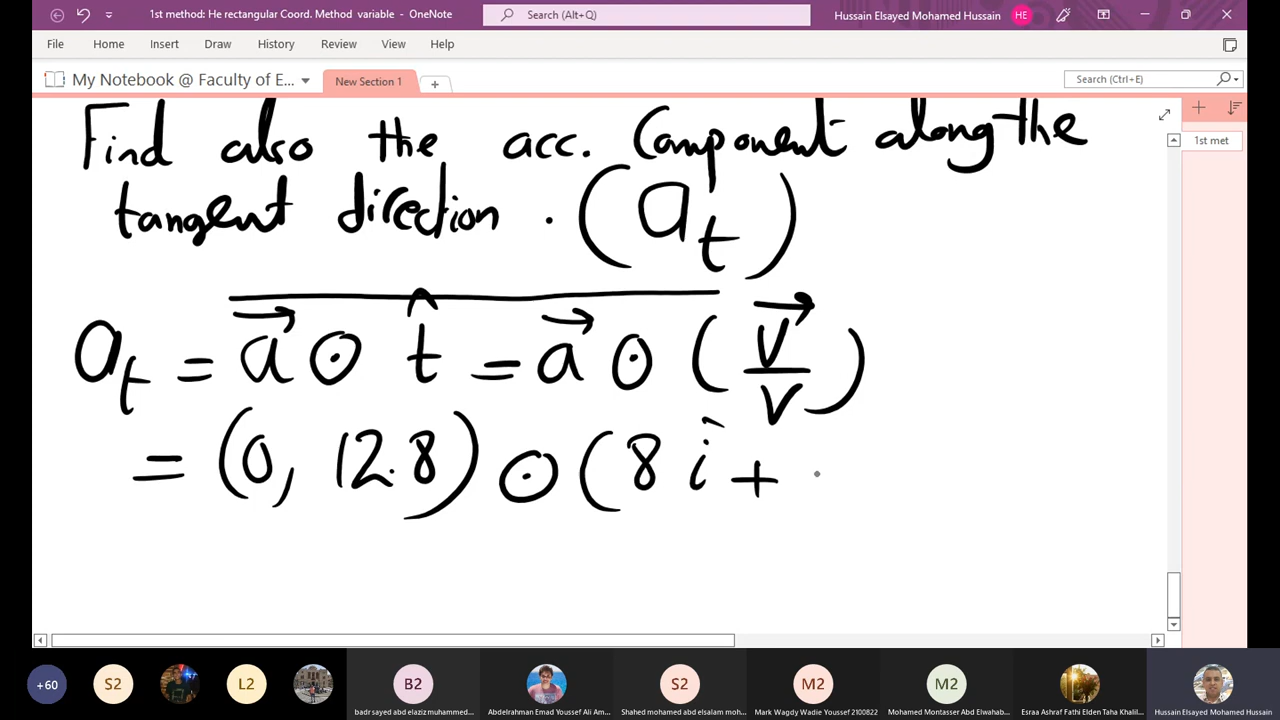 1st method: He rectangular Coord. Method variable - OneNote
Search (Alt+Q)
Hussain Elsayed Mohamed Hussain
HE
File Home Insert Draw History Review View Help
My Notebook @ Faculty of E...
New Section 1
Search (Ctrl+E)
1st met
Find also the acc. Component along the
tangent direction. (a_t)
a_t = a⃗ ⊙ t̂ = a⃗ ⊙ (v⃗/v)
= (0, 12.8) ⊙ (8 î +
+60
S2
L2
B2
badr sayed abd elaziz muhammed...
Abdelrahman Emad Youssef Ali Am...
S2
Shahed mohamed abd elsalam moh...
M2
Mark Wagdy Wadie Youssef 2100822
M2
Mohamed Montasser Abd Elwahab...
Esraa Ashraf Fathi Elden Taha Khalil...
Hussain Elsayed Mohamed Hussain